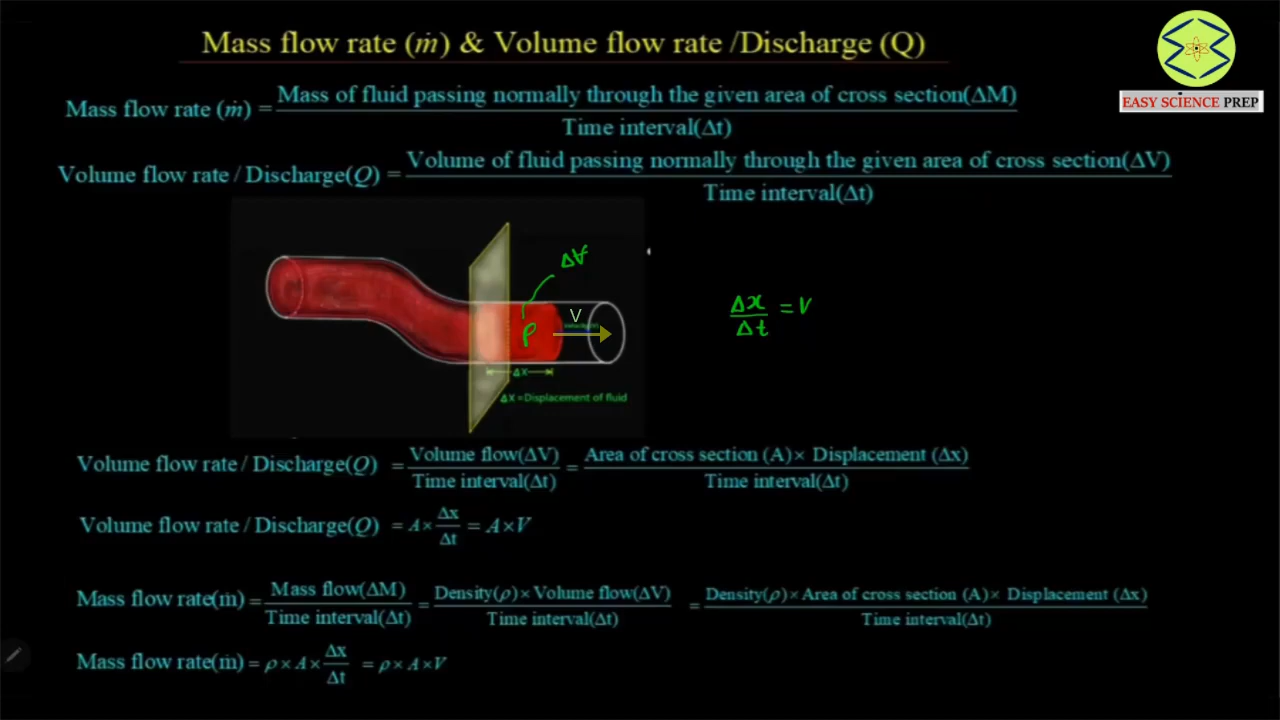 Mass flow rate (ṁ) & Volume flow rate /Discharge (Q)
EASY SCIENCE PREP
Mass flow rate (ṁ) = Mass of fluid passing normally through the given area of cross section(ΔM) / Time interval(Δt)
Volume flow rate / Discharge(Q) = Volume of fluid passing normally through the given area of cross section(ΔV) / Time interval(Δt)
ΔV
V
ρ
Δx / Δt = V
ΔX
ΔX =Displacement of fluid
Volume flow rate / Discharge(Q) = Volume flow(ΔV) / Time interval(Δt) = Area of cross section (A)× Displacement (Δx) / Time interval(Δt)
Volume flow rate / Discharge(Q) = A× Δx / Δt = A×V
Mass flow rate(ṁ) = Mass flow(ΔM) / Time interval(Δt) = Density(ρ)×Volume flow(ΔV) / Time interval(Δt) = Density(ρ)×Area of cross section (A)× Displacement (Δx) / Time interval(Δt)
Mass flow rate(ṁ) = ρ×A× Δx / Δt = ρ×A×V